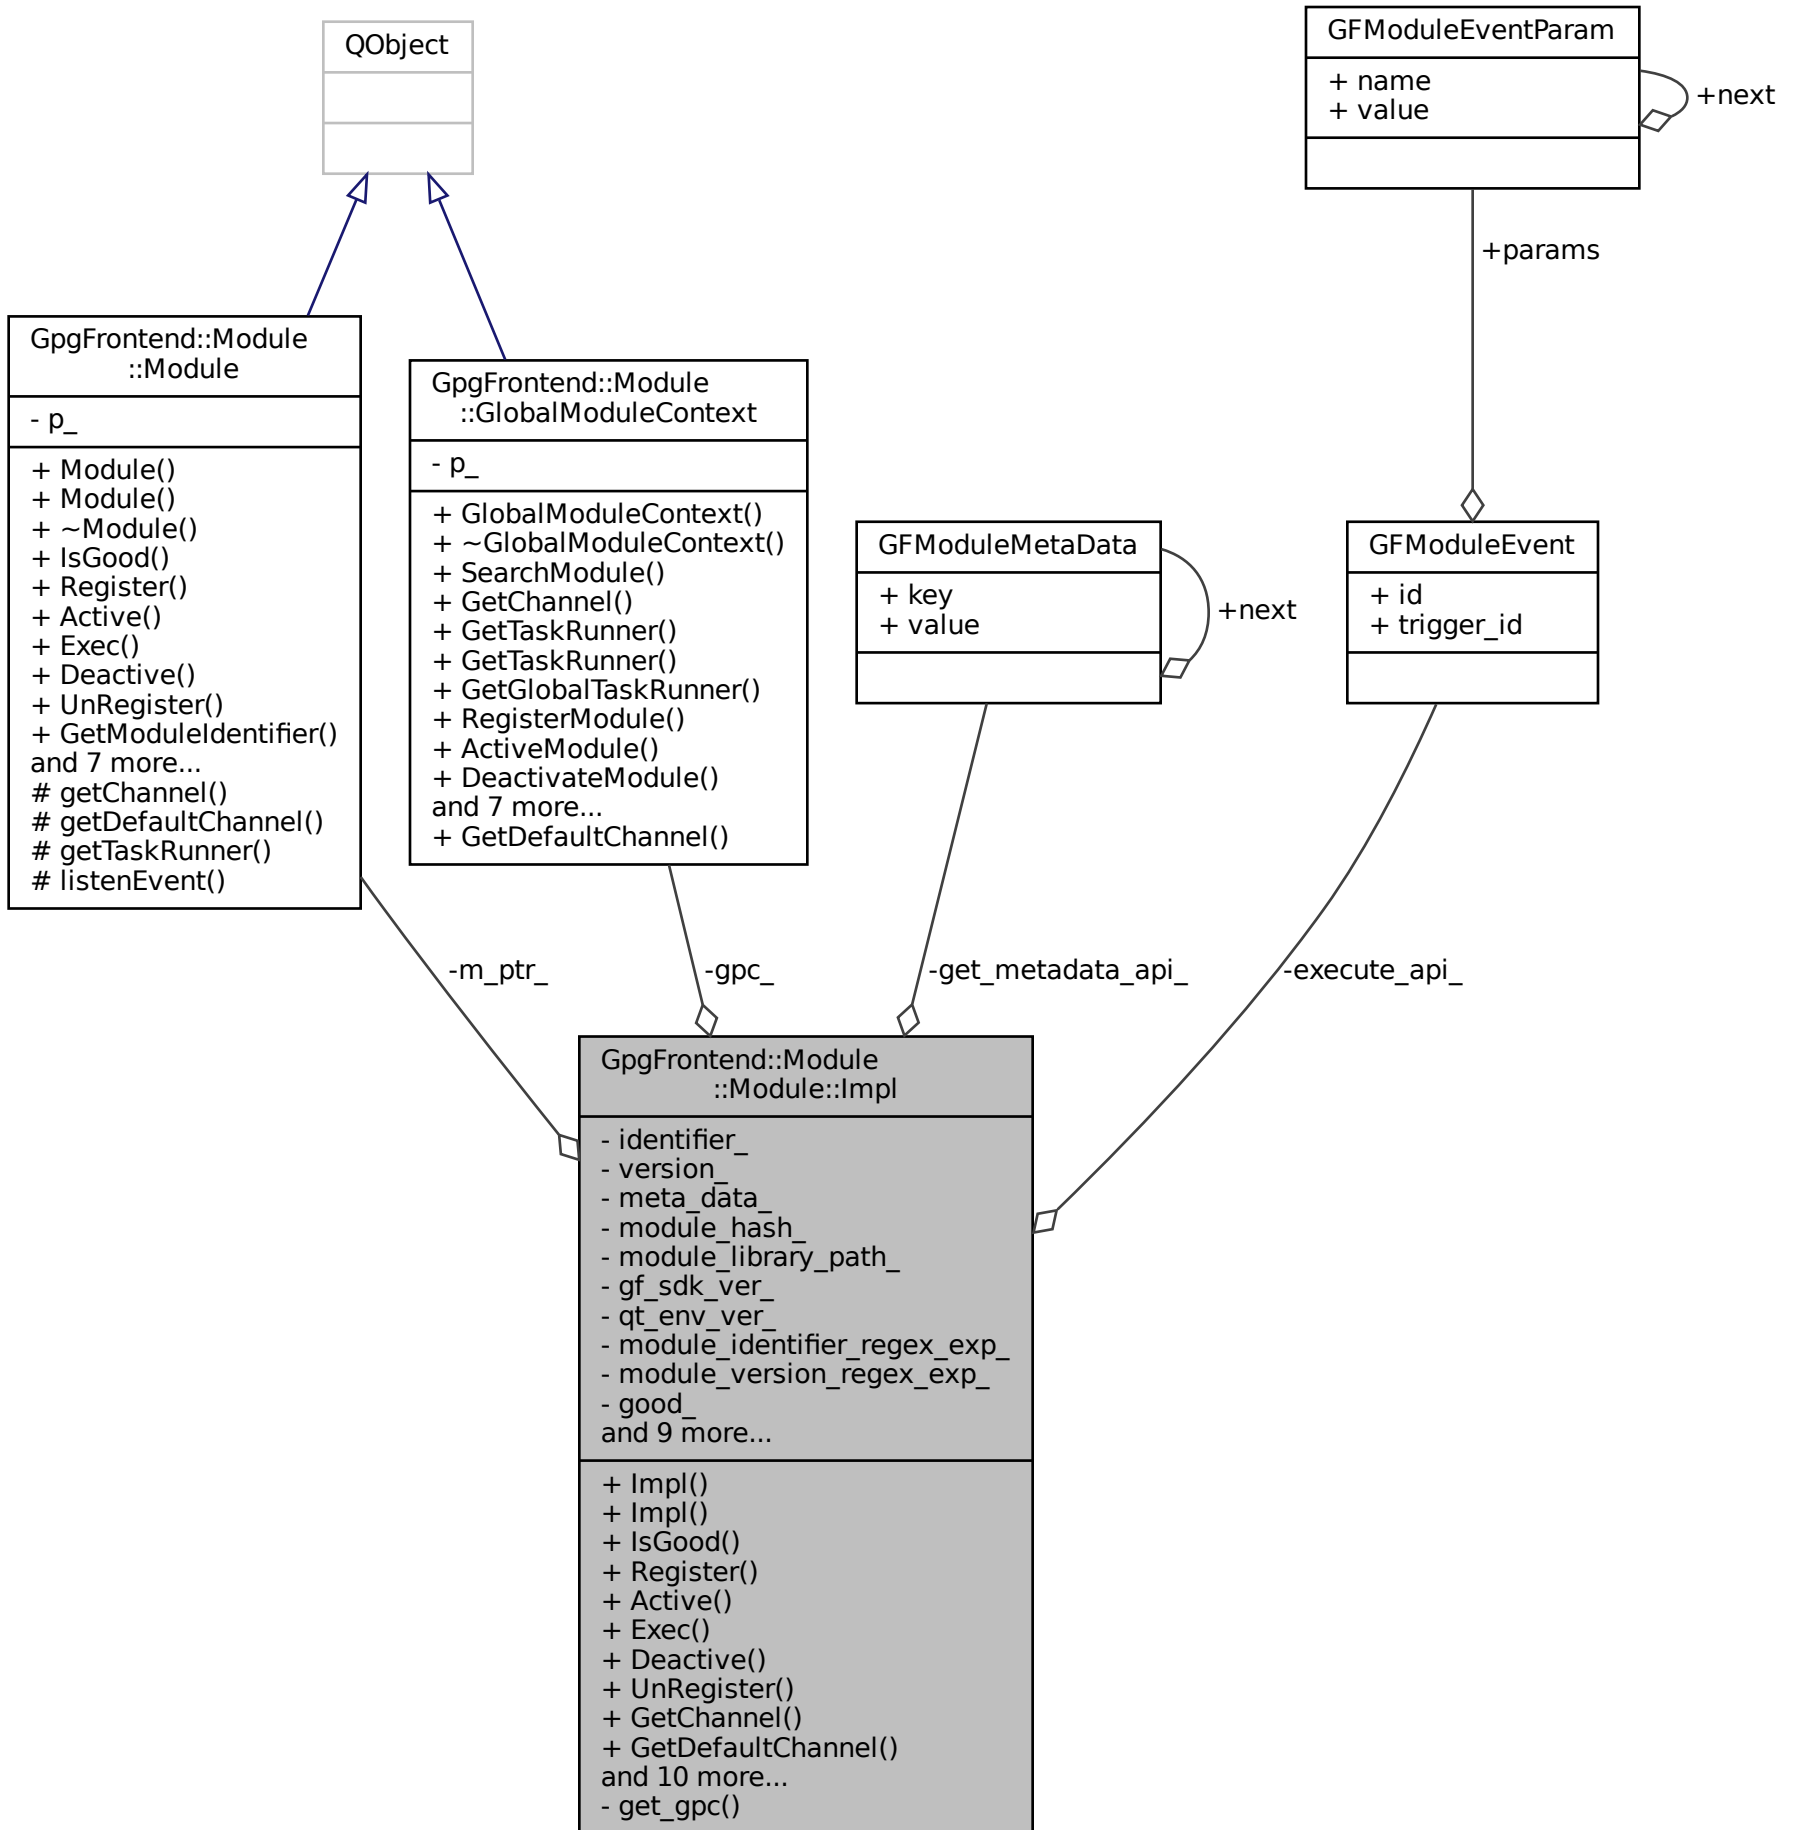 QObject
GFModuleEventParam
+ name
+ value
+next
+params
GpgFrontend::Module
::Module
- p_
+ Module()
+ Module()
+ ~Module()
+ IsGood()
+ Register()
+ Active()
+ Exec()
+ Deactive()
+ UnRegister()
+ GetModuleIdentifier()
and 7 more...
# getChannel()
# getDefaultChannel()
# getTaskRunner()
# listenEvent()
GpgFrontend::Module
::GlobalModuleContext
- p_
+ GlobalModuleContext()
+ ~GlobalModuleContext()
+ SearchModule()
+ GetChannel()
+ GetTaskRunner()
+ GetTaskRunner()
+ GetGlobalTaskRunner()
+ RegisterModule()
+ ActiveModule()
+ DeactivateModule()
and 7 more...
+ GetDefaultChannel()
GFModuleMetaData
+ key
+ value
+next
GFModuleEvent
+ id
+ trigger_id
-m_ptr_
-gpc_
-get_metadata_api_
-execute_api_
GpgFrontend::Module
::Module::Impl
- identifier_
- version_
- meta_data_
- module_hash_
- module_library_path_
- gf_sdk_ver_
- qt_env_ver_
- module_identifier_regex_exp_
- module_version_regex_exp_
- good_
and 9 more...
+ Impl()
+ Impl()
+ IsGood()
+ Register()
+ Active()
+ Exec()
+ Deactive()
+ UnRegister()
+ GetChannel()
+ GetDefaultChannel()
and 10 more...
- get_gpc()